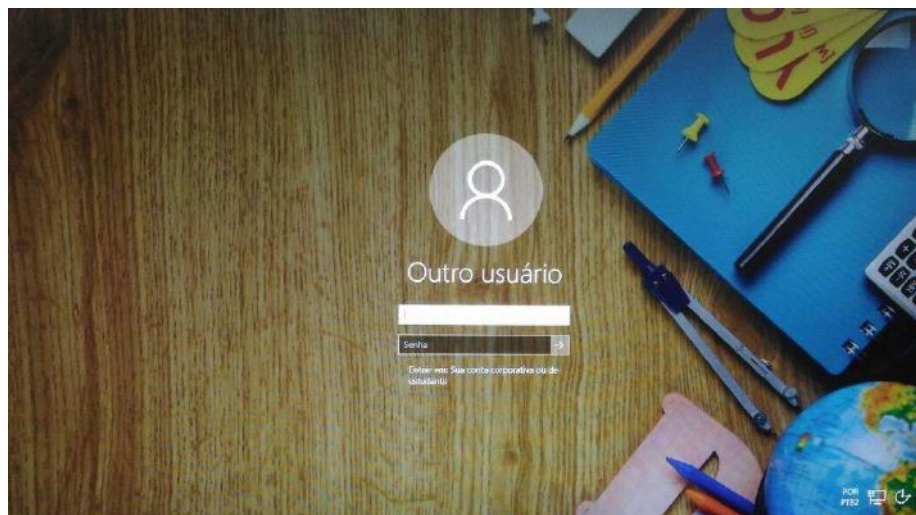 Outro usuário
Senha
Entrar em: Sua conta corporativa ou de
estudante
POR
PTB2